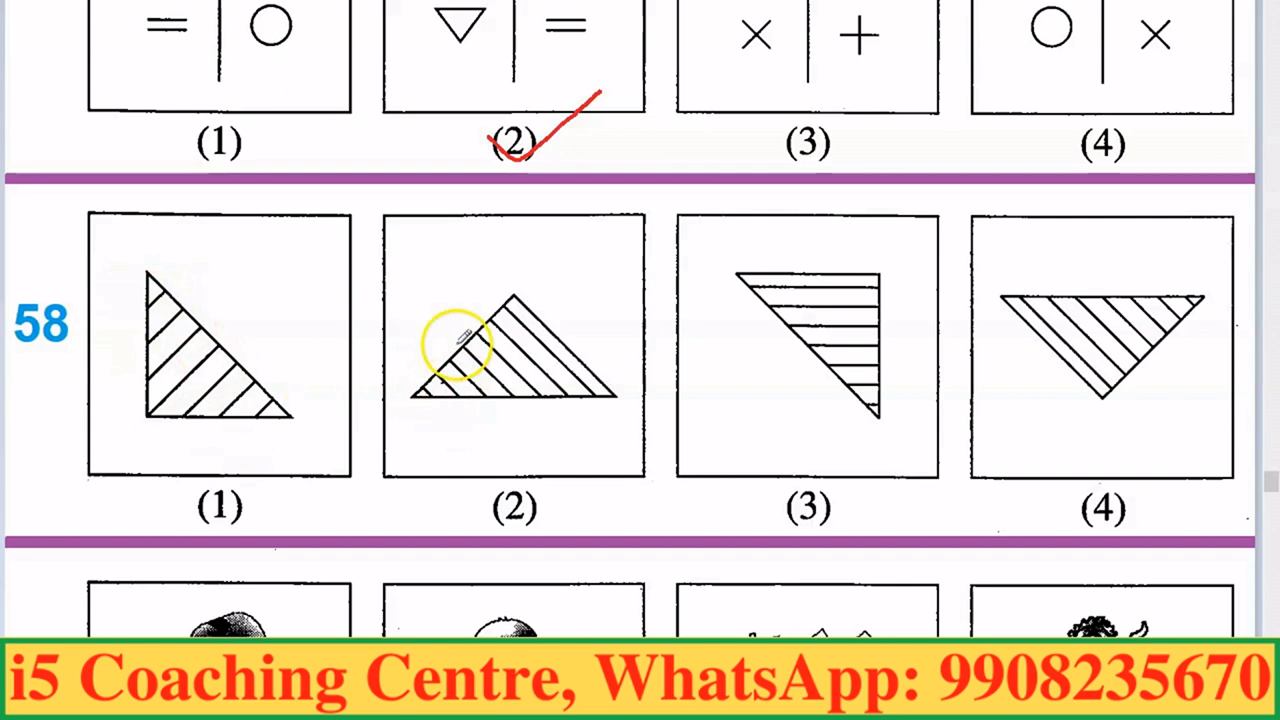 (1) (2) (3) (4)
58
(1) (2) (3) (4)
i5 Coaching Centre, WhatsApp: 9908235670